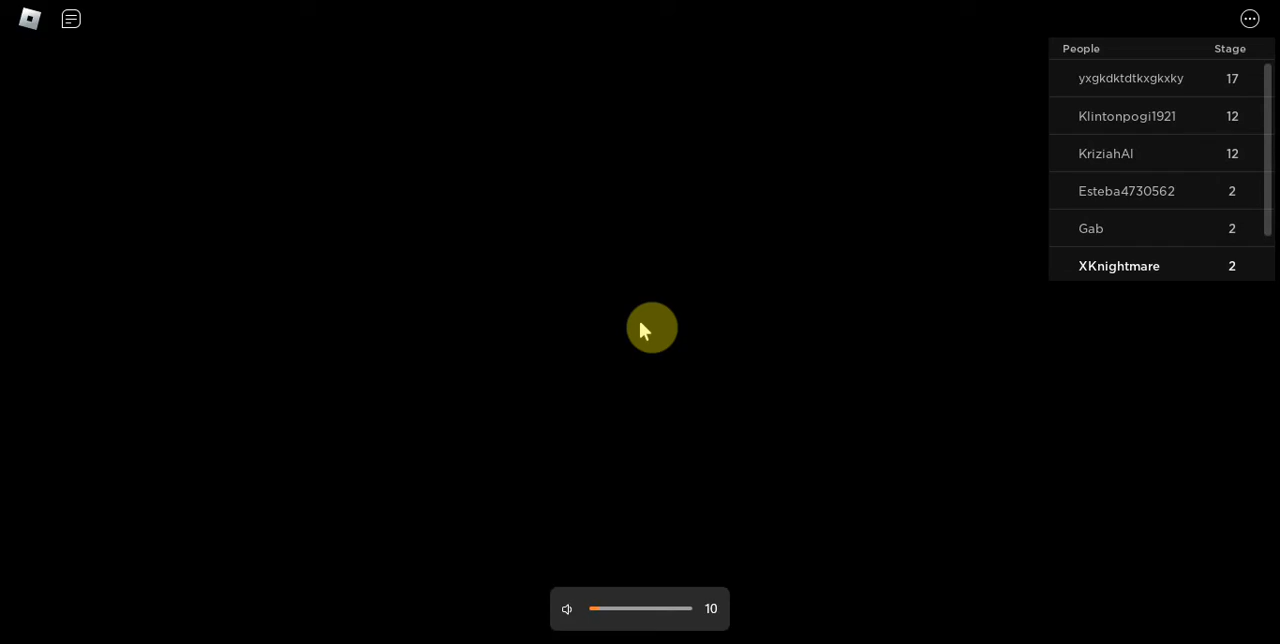 People Stage
yxgkdktdtkxgkxky 17
Klintonpogi1921 12
KriziahAl 12
Esteba4730562 2
Gab 2
XKnightmare 2
10